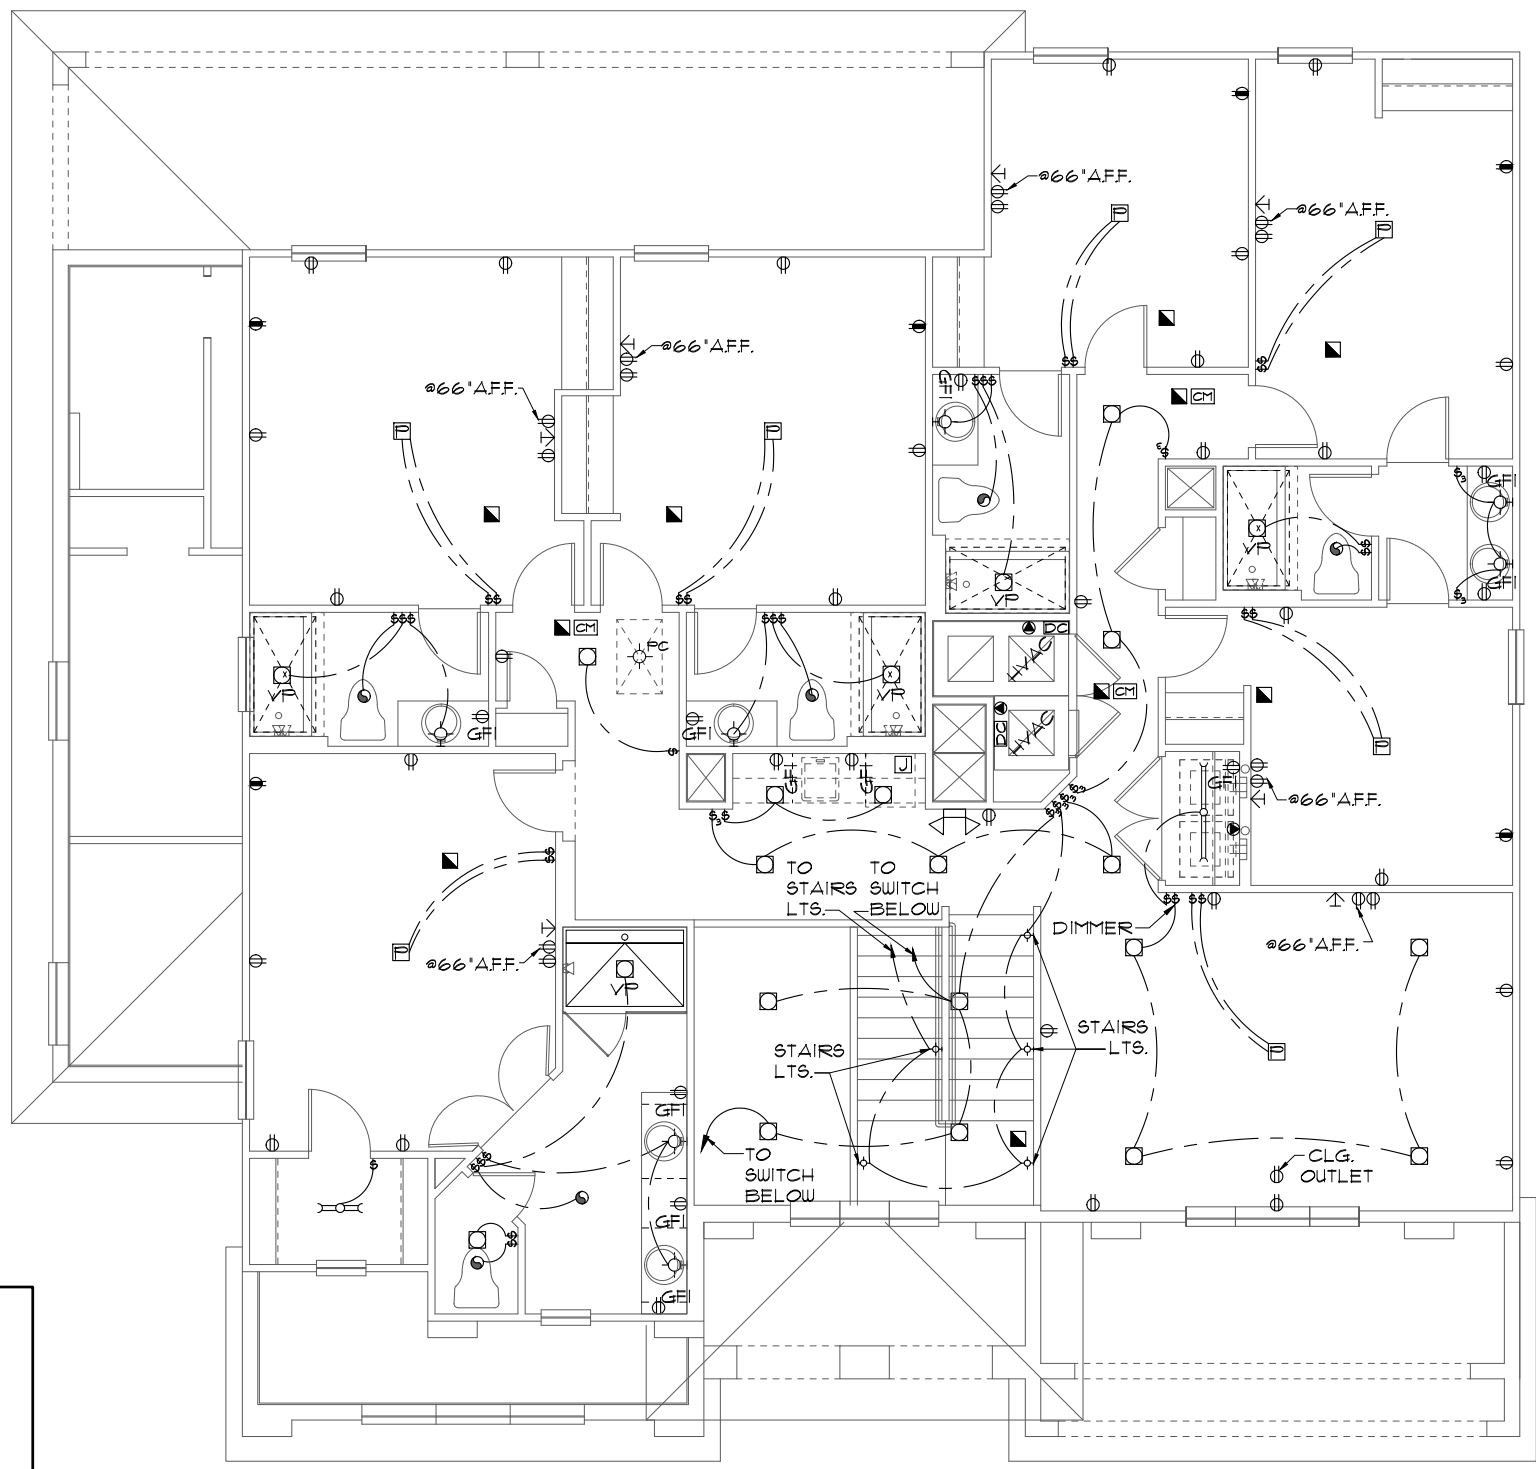 @66"A.F.F.
@66"A.F.F.
@66"A.F.F.
@66"A.F.F.
GFI
CM
GFI
VP
VP
GFI
CM
PC
DC
HVAC
VP
VP
CM
GFI
GFI
DC
HVAC
GFI
GFI
J
GFI
@66"A.F.F.
TO
STAIRS
LTS.
TO
SWITCH
BELOW
DIMMER
@66"A.F.F.
@66"A.F.F.
VP
STAIRS
LTS.
STAIRS
LTS.
GFI
TO
SWITCH
BELOW
CLG.
OUTLET
GFI
GFI